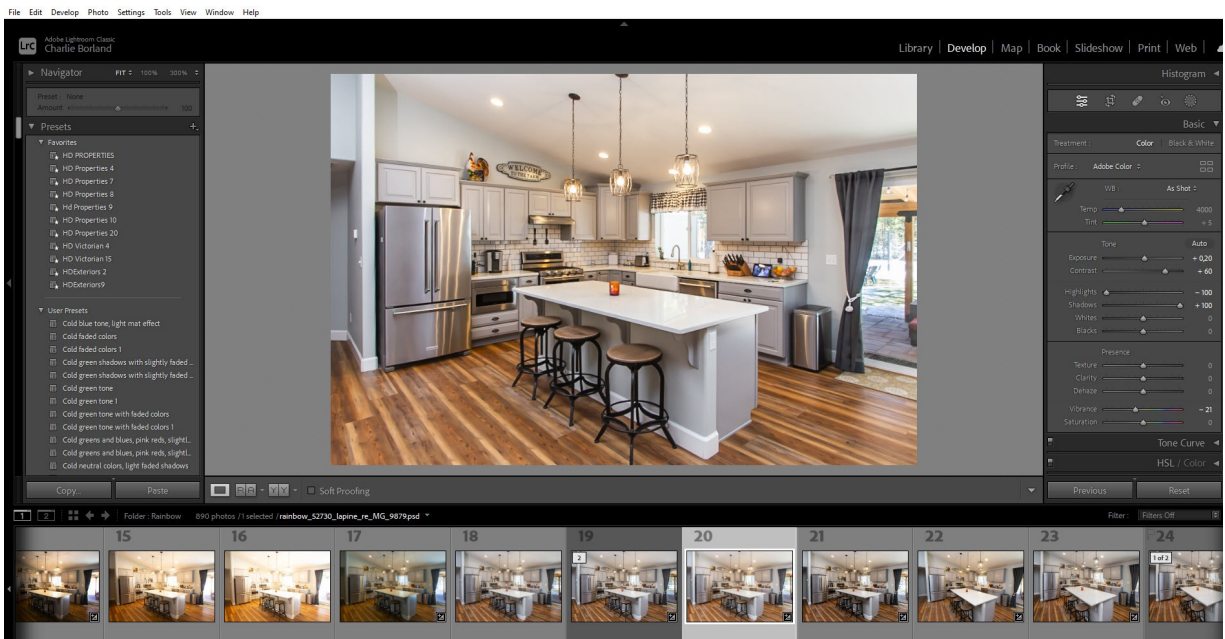 File Edit Develop Photo Settings Tools View Window Help
LrC Adobe Lightroom Classic
Charlie Borland
Library | Develop | Map | Book | Slideshow | Print | Web |
Navigator FIT 100% 300%
Preset: None
Amount 100
Presets +
Favorites
HD PROPERTIES
HD Properties 4
HD Properties 7
HD Properties 8
Hd Properties 9
HD Properties 10
HD Properties 20
HD Victorian 4
HD Victorian 15
HDExteriors 2
HDExteriors9
User Presets
Cold blue tone, light mat effect
Cold faded colors
Cold faded colors 1
Cold green shadows with slightly faded ...
Cold green shadows with slightly faded ...
Cold green tone
Cold green tone 1
Cold green tone with faded colors
Cold green tone with faded colors 1
Cold greens and blues, pink reds, slightl...
Cold greens and blues, pink reds, slightl...
Cold neutral colors, light faded shadows
Copy... Paste
WELCOME
Soft Proofing
Histogram
Basic
Treatment: Color | Black & White
Profile: Adobe Color
WB: As Shot
Temp 4000
Tint + 5
Tone Auto
Exposure + 0,20
Contrast + 60
Highlights – 100
Shadows + 100
Whites 0
Blacks 0
Presence
Texture 0
Clarity 0
Dehaze 0
Vibrance – 21
Saturation 0
Tone Curve
HSL / Color
Previous Reset
1 2 Folder : Rainbow 890 photos /1 selected /rainbow_52730_lapine_re_MG_9879.psd Filter : Filters Off
15 16 17 18 19 20 21 22 23 24
2 1 of 2